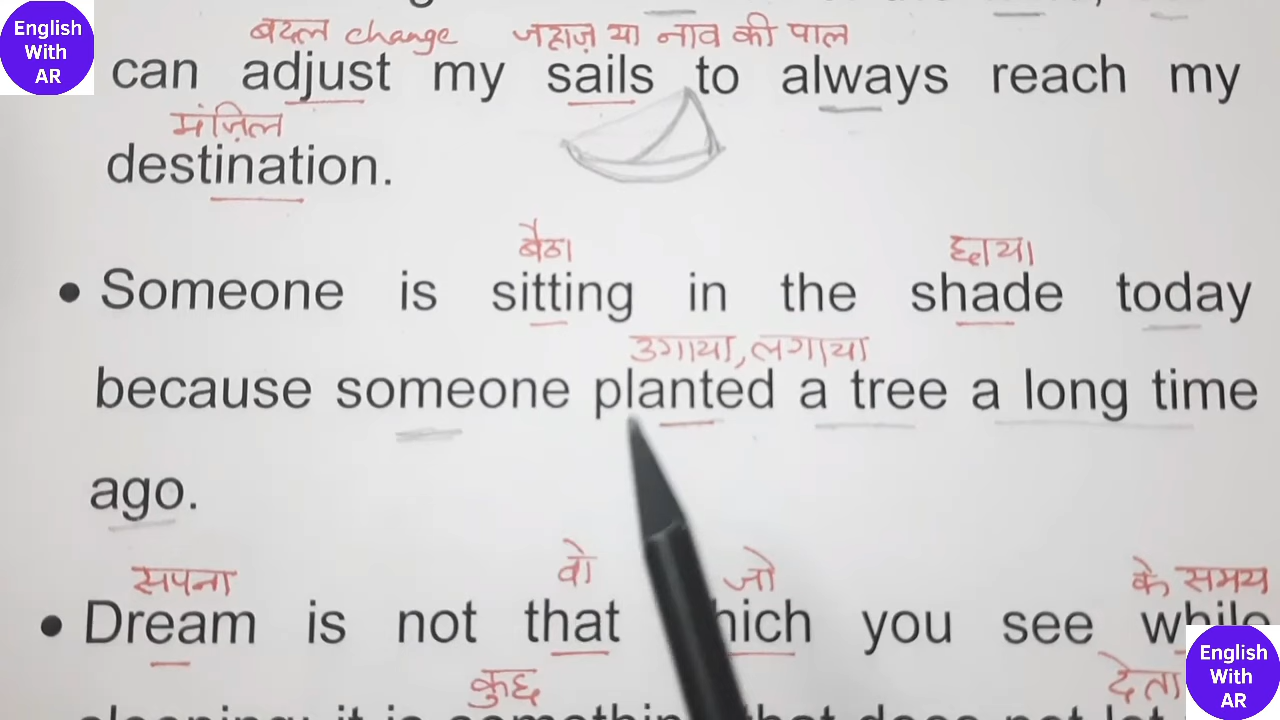 English
With
AR
बदल change जहाज़ या नाव की पाल
can adjust my sails to always reach my
मंज़िल
destination.
बैठा छाया
• Someone is sitting in the shade today
उगाया, लगाया
because someone planted a tree a long time
ago.
सपना वो जो के समय
• Dream is not that which you see while
कुछ देता
English
With
AR